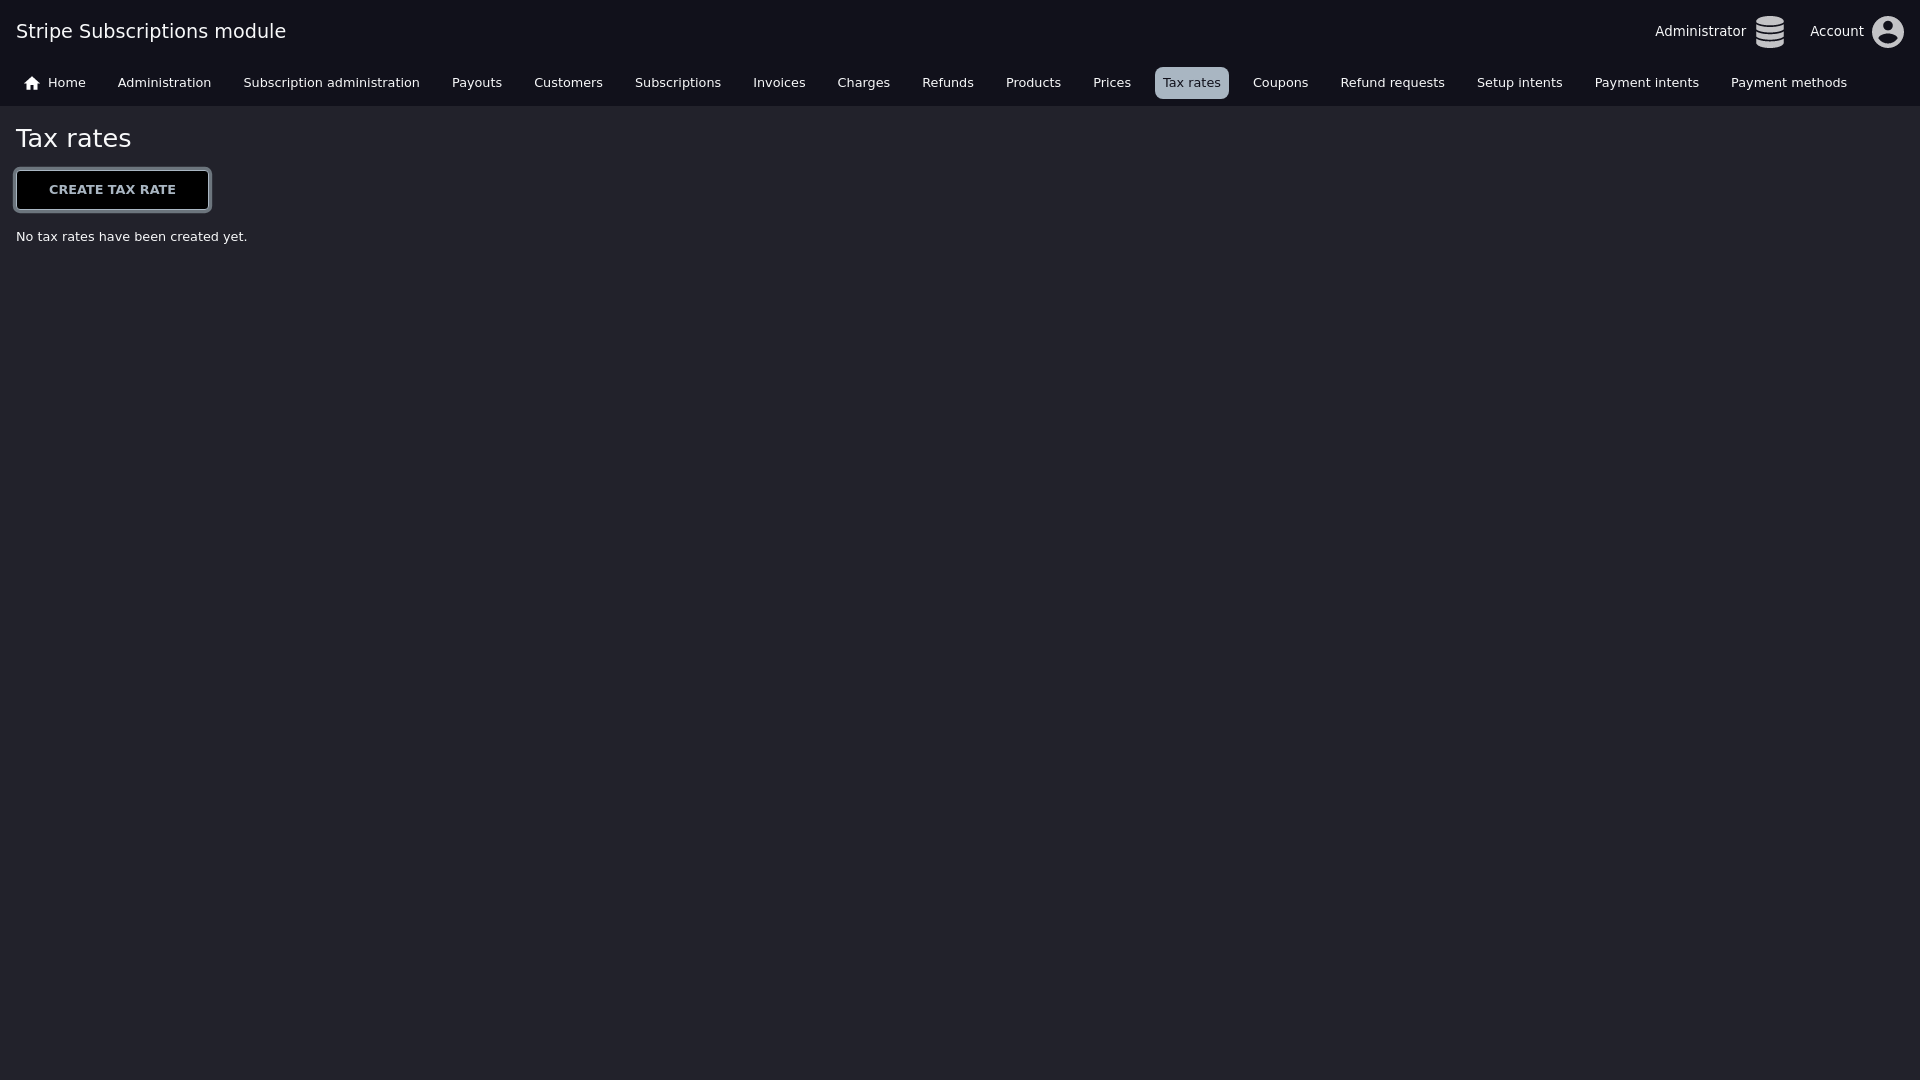 Stripe Subscriptions module
Administrator
Account
Home
Administration
Subscription administration
Payouts
Customers
Subscriptions
Invoices
Charges
Refunds
Products
Prices
Tax rates
Coupons
Refund requests
Setup intents
Payment intents
Payment methods
Tax rates
CREATE TAX RATE
No tax rates have been created yet.